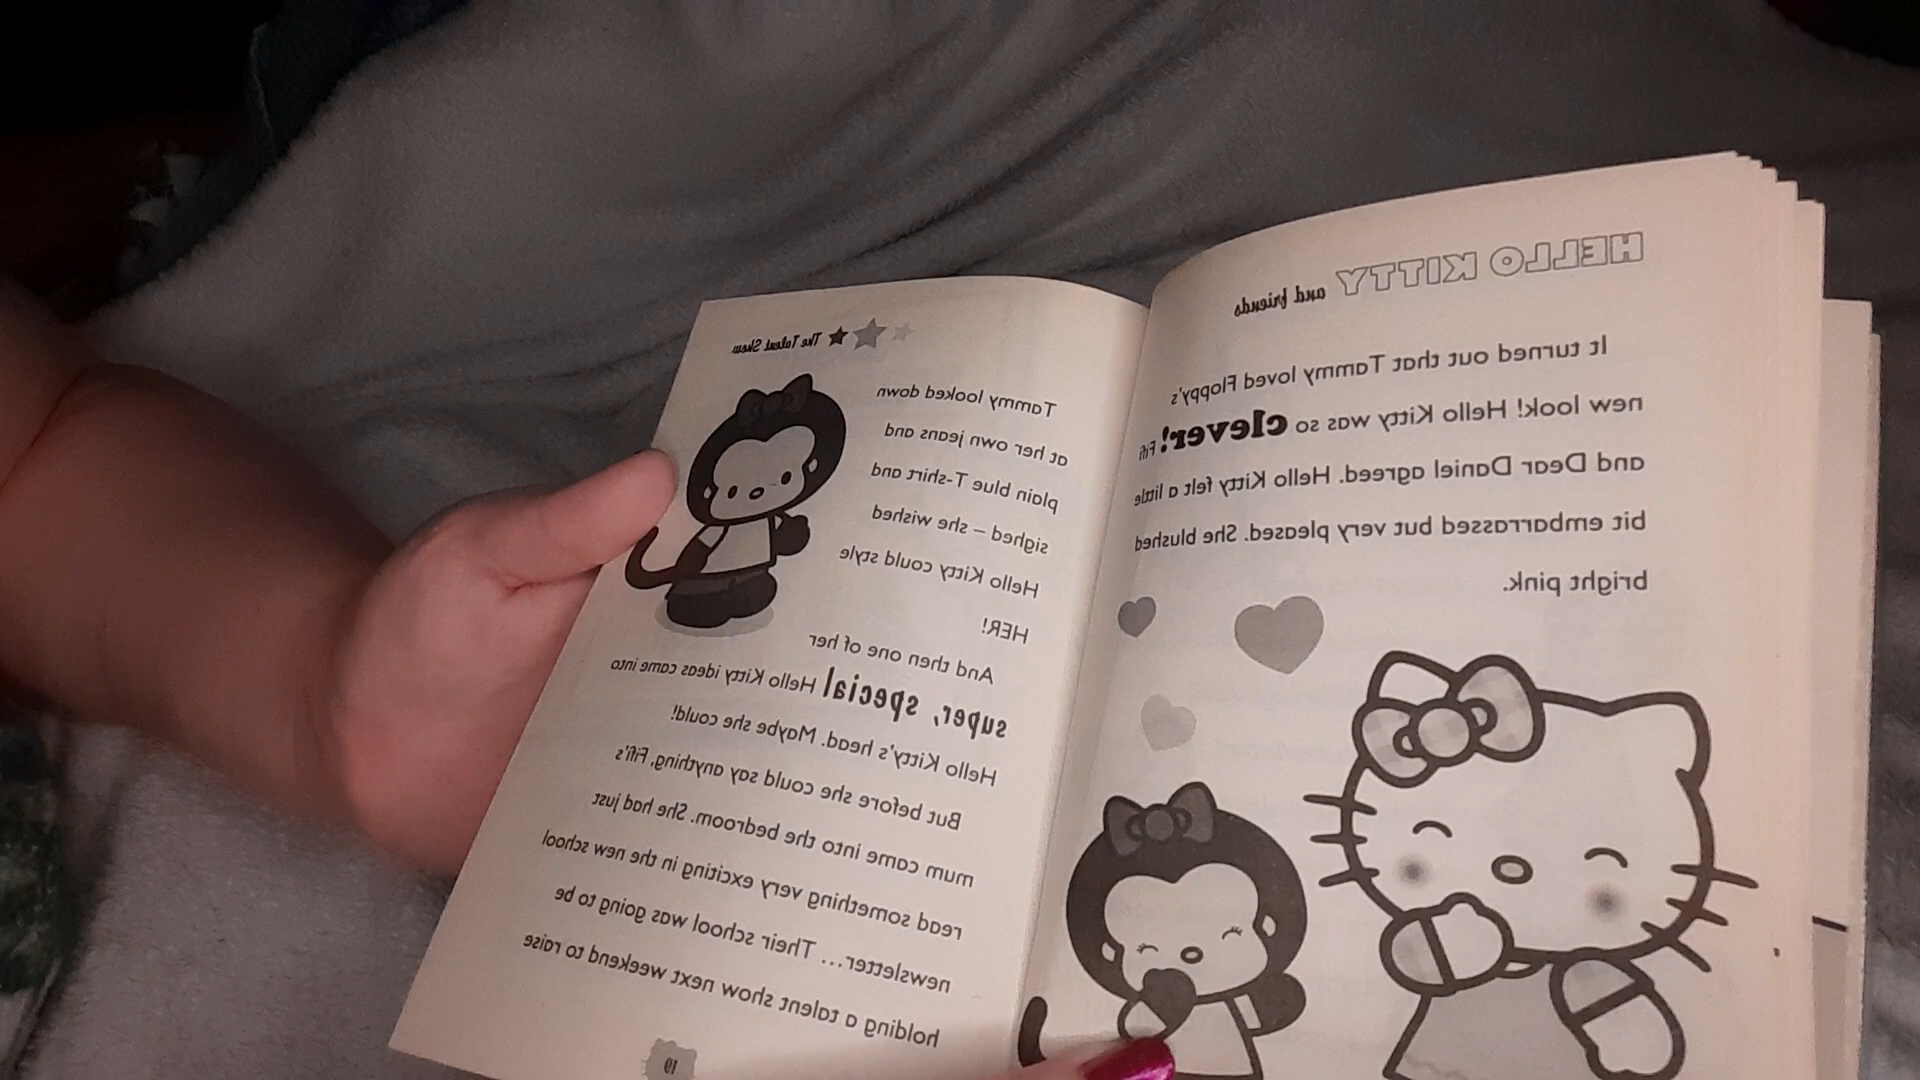 HELLO KITTY and friends
It turned out that Tammy loved Floppy's
new look! Hello Kitty was so clever! Fifi
and Dear Daniel agreed. Hello Kitty felt a little
bit embarrassed but very pleased. She blushed
bright pink.
The Talent Show
Tammy looked down
at her own jeans and
plain blue T-shirt and
sighed – she wished
Hello Kitty could style
HER!
And then one of her
super, special Hello Kitty ideas came into
Hello Kitty's head. Maybe she could!
But before she could say anything, Fifi's
mum came into the bedroom. She had just
read something very exciting in the new school
newsletter... Their school was going to be
holding a talent show next weekend to raise
19